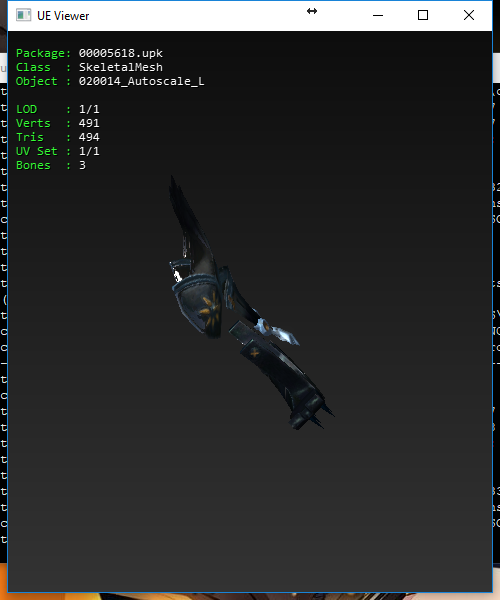 UE Viewer
Package: 00005618.upk
Class : SkeletalMesh
Object : 020014_Autoscale_L
LOD : 1/1
Verts : 491
Tris : 494
UV Set : 1/1
Bones : 3